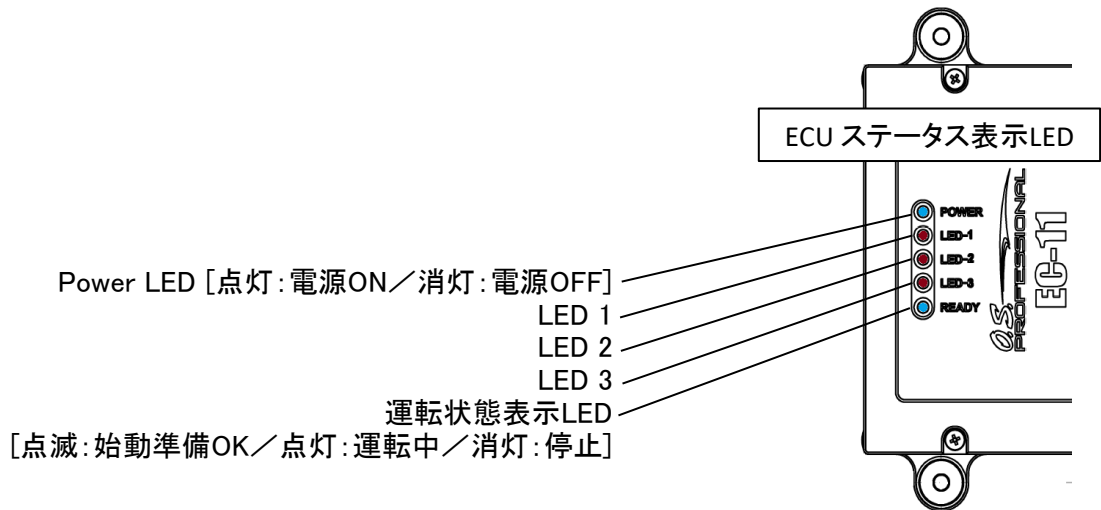 ECU ステータス表示LED
POWER
LED-1
LED-2
LED-3
READY
O.S.
PROFESSIONAL
EC-11
Power LED [点灯:電源ON/消灯:電源OFF]
LED 1
LED 2
LED 3
運転状態表示LED
[点滅:始動準備OK/点灯:運転中/消灯:停止]